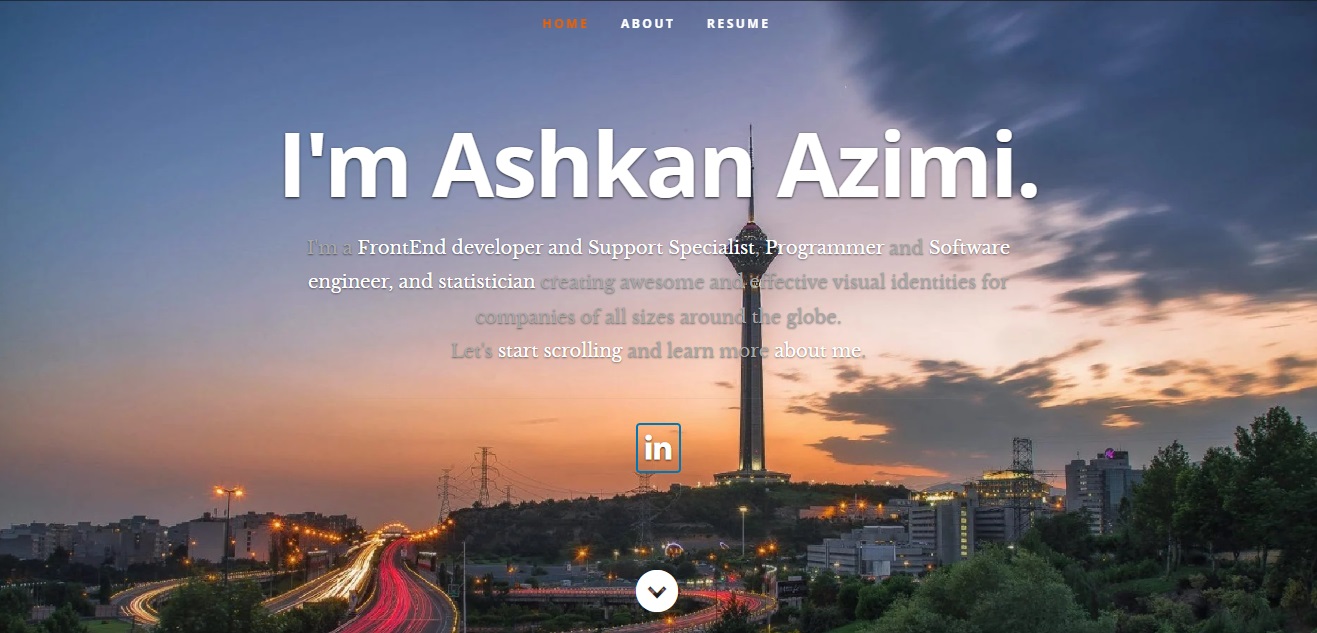 HOME ABOUT RESUME
I'm Ashkan Azimi.
I'm a FrontEnd developer and Support Specialist, Programmer and Software
engineer, and statistician creating awesome and effective visual identities for
companies of all sizes around the globe.
Let's start scrolling and learn more about me.
in